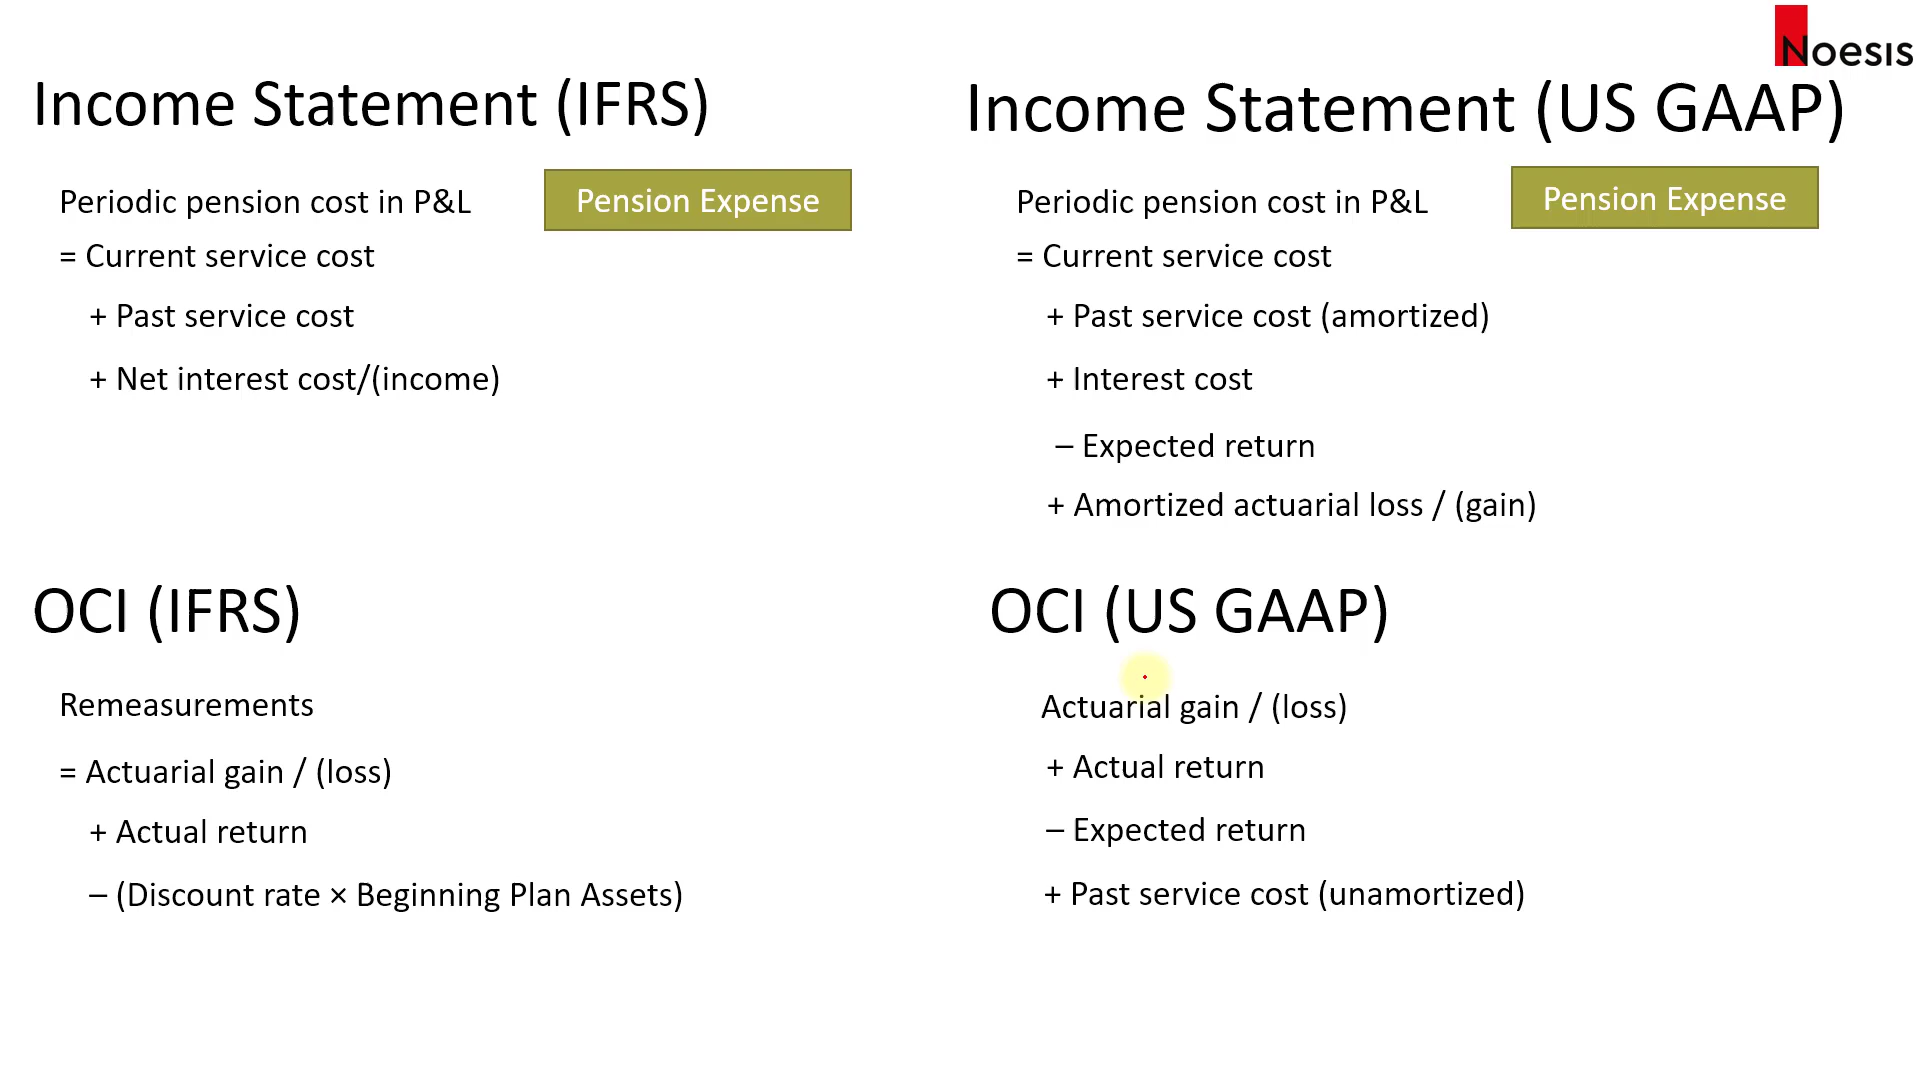 Noesis
Income Statement (IFRS)
Periodic pension cost in P&L
Pension Expense
= Current service cost
+ Past service cost
+ Net interest cost/(income)
OCI (IFRS)
Remeasurements
= Actuarial gain / (loss)
+ Actual return
– (Discount rate × Beginning Plan Assets)
Income Statement (US GAAP)
Periodic pension cost in P&L
Pension Expense
= Current service cost
+ Past service cost (amortized)
+ Interest cost
– Expected return
+ Amortized actuarial loss / (gain)
OCI (US GAAP)
Actuarial gain / (loss)
+ Actual return
– Expected return
+ Past service cost (unamortized)